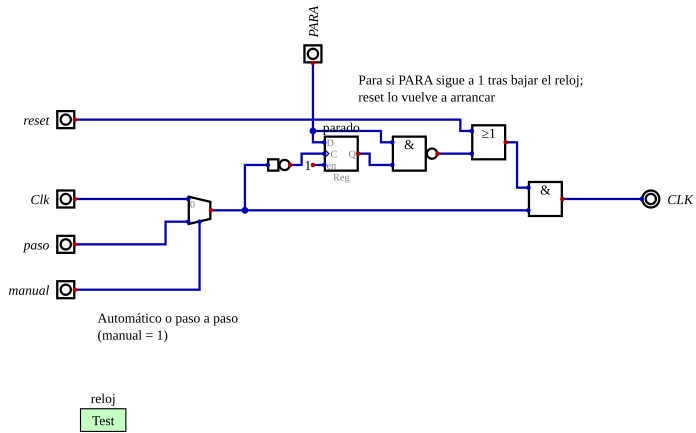 PARA
Para si PARA sigue a 1 tras bajar el reloj;
reset lo vuelve a arrancar
reset
parado
≥1
D
&
C
Q
1
en
Reg
&
Clk
0
CLK
paso
manual
Automático o paso a paso
(manual = 1)
reloj
Test